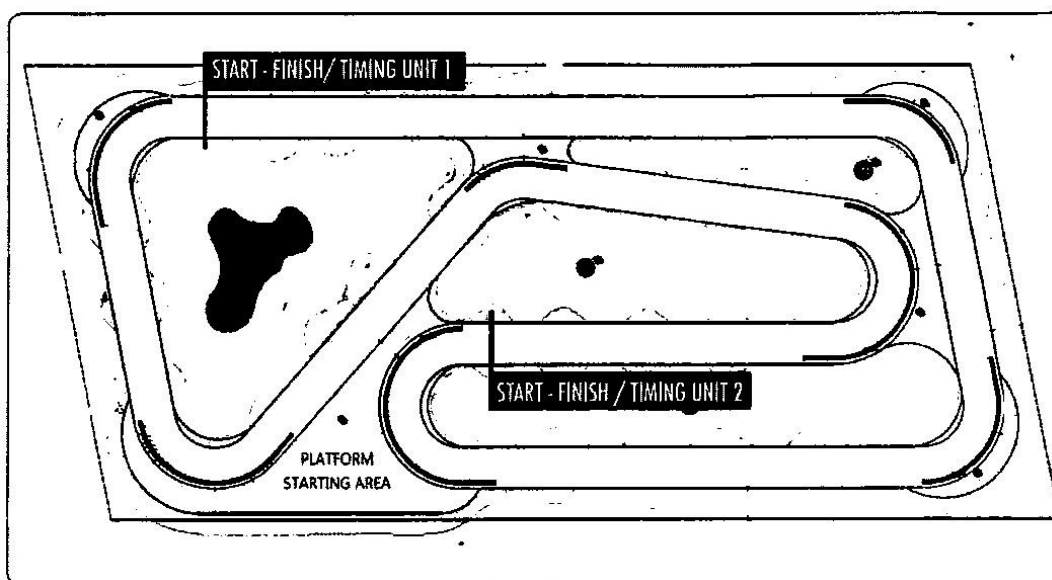 START - FINISH/ TIMING UNIT 1
START - FINISH / TIMING UNIT 2
PLATFORM
STARTING AREA